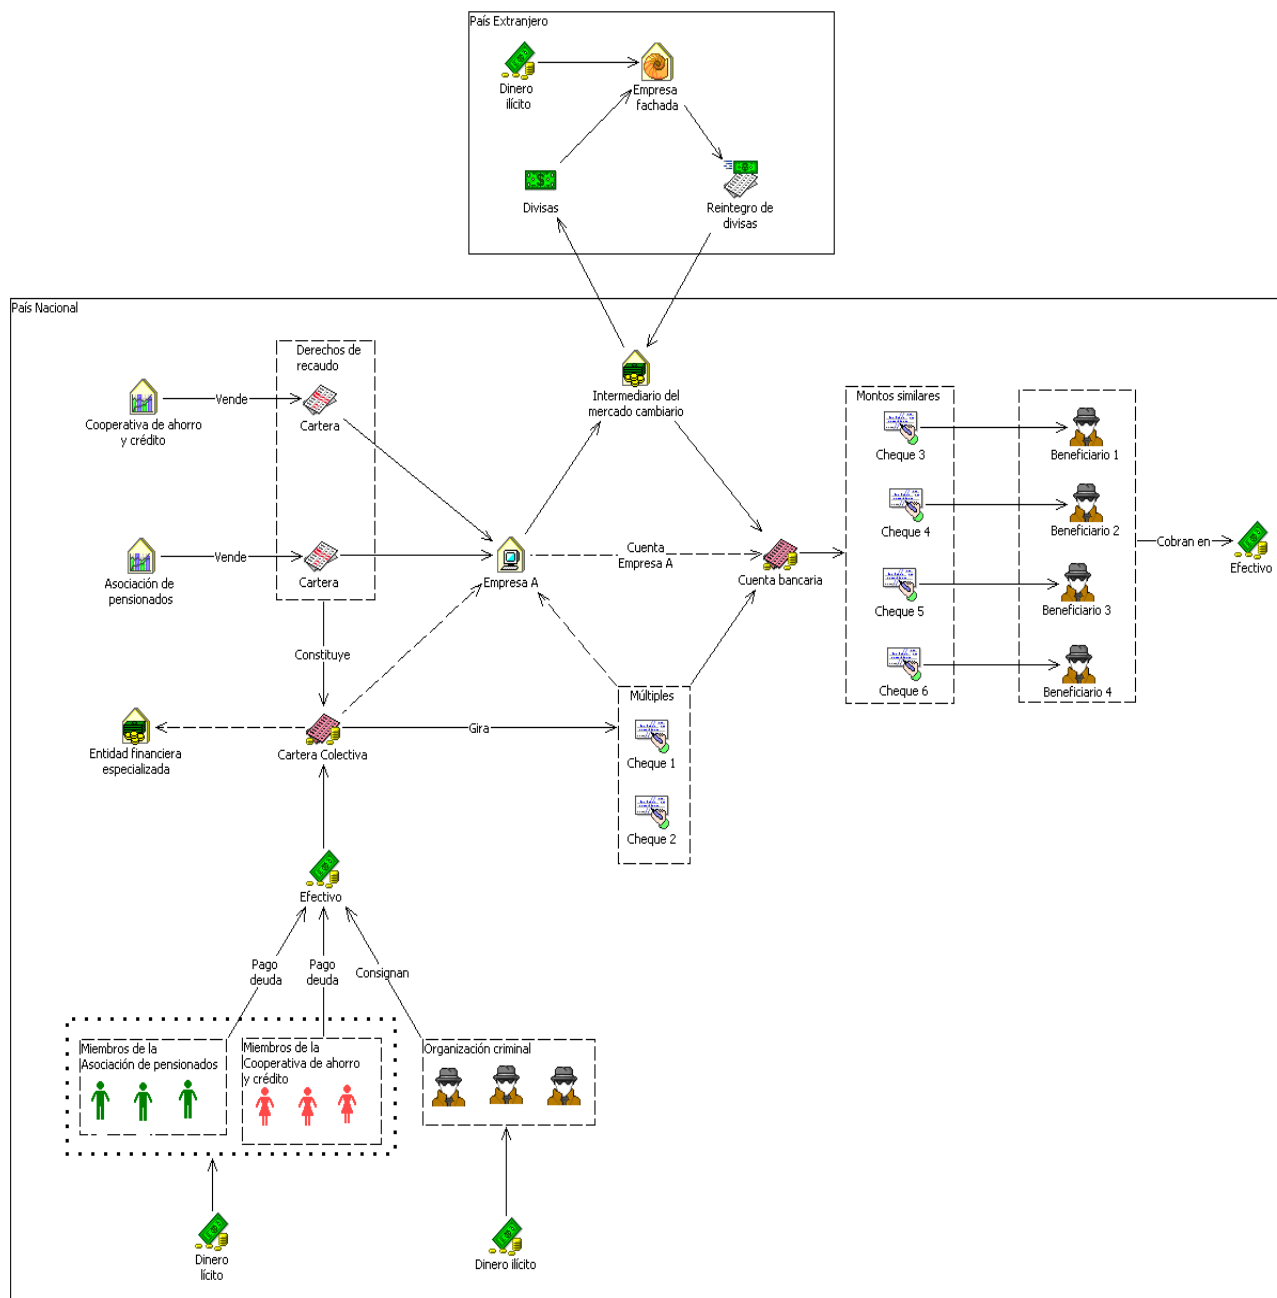 País Extranjero
Dinero
ilícito
Empresa
fachada
Divisas
Reintegro de
divisas
País Nacional
Derechos de
recaudo
Cooperativa de ahorro
y crédito
Vende
Cartera
Intermediario del
mercado cambiario
Montos similares
Cheque 3
Beneficiario 1
Cheque 4
Beneficiario 2
Cobran en
Efectivo
Asociación de
pensionados
Vende
Cartera
Empresa A
Cuenta
Empresa A
Cuenta bancaria
Cheque 5
Beneficiario 3
Cheque 6
Beneficiario 4
Constituye
Entidad financiera
especializada
Cartera Colectiva
Gira
Múltiples
Cheque 1
Cheque 2
Efectivo
Pago
deuda
Pago
deuda
Consignan
Miembros de la
Asociación de pensionados
Miembros de la
Cooperativa de ahorro
y crédito
Organización criminal
Dinero
lícito
Dinero ilícito